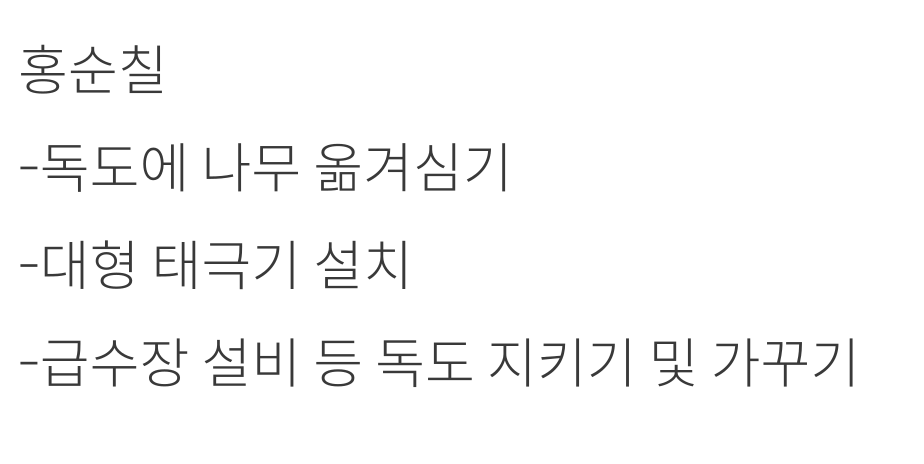 홍순칠
-독도에 나무 옮겨심기
-대형 태극기 설치
-급수장 설비 등 독도 지키기 및 가꾸기